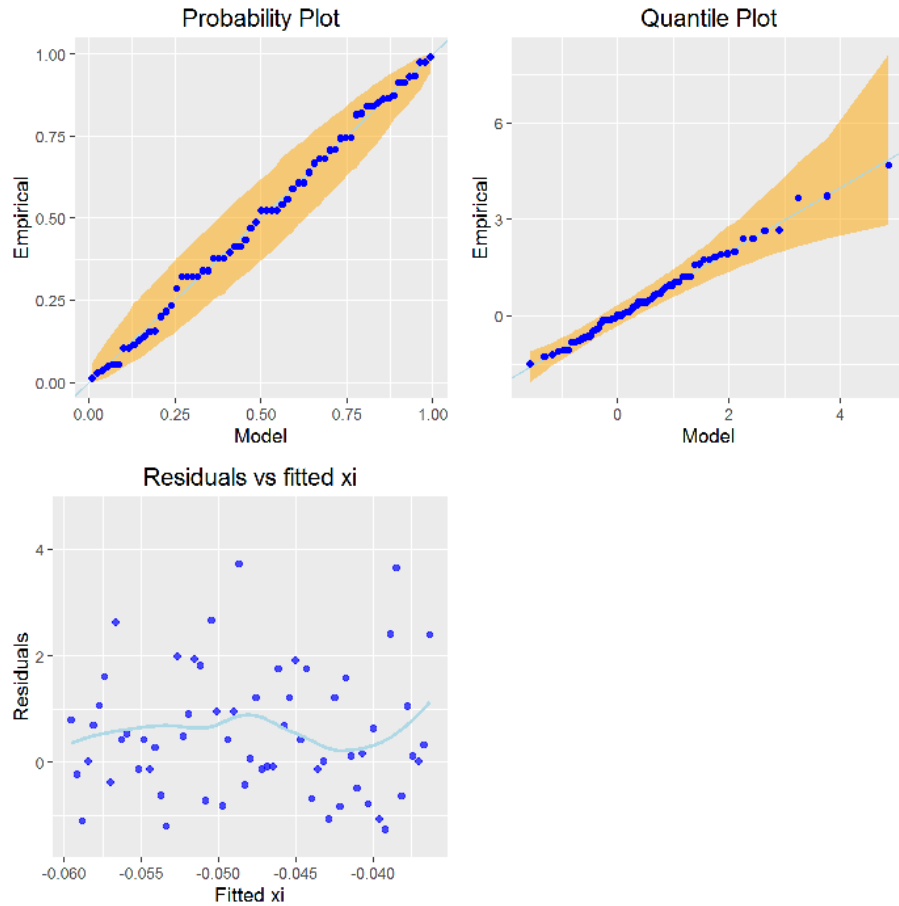 Probability Plot
Empirical
1.00
0.75
0.50
0.25
0.00
0.00 0.25 0.50 0.75 1.00
Model
Quantile Plot
Empirical
6
3
0
0 2 4
Model
Residuals vs fitted xi
Residuals
4
2
0
-0.060 -0.055 -0.050 -0.045 -0.040
Fitted xi